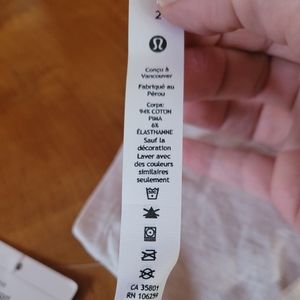 2
Conçu à
Vancouver
Fabriqué au
Pérou
Corps:
94% COTON
PIMA
6%
ÉLASTHANNE
Sauf la
décoration
Laver avec
des couleurs
similaires
seulement
CA 35801
RN 106259